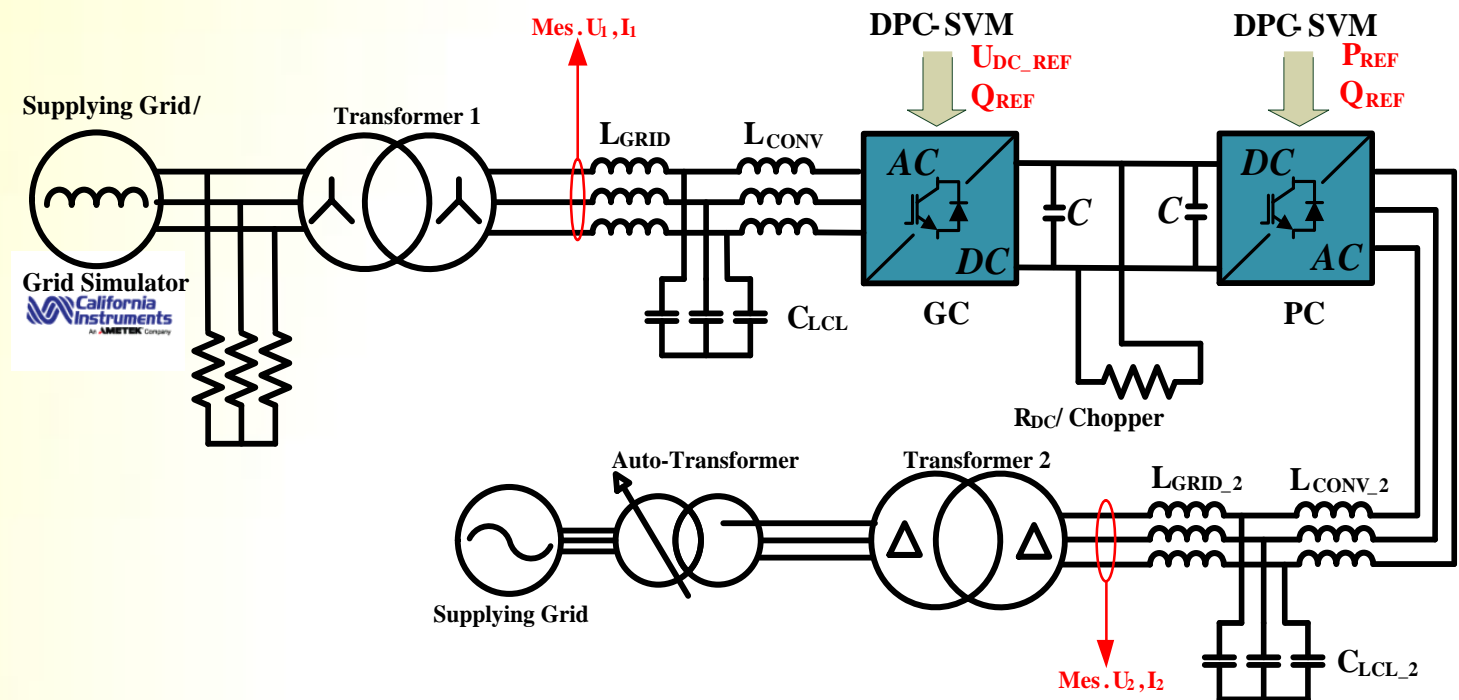 DPC-SVM
DPC-SVM
Mes.U1,I1
UDC_REF
QREF
PREF
QREF
Supplying Grid/
Transformer 1
LGRID
LCONV
AC
DC
C
C
DC
AC
Grid Simulator
California
Instruments
An AMETEK Company
CLCL
GC
PC
RDC/ Chopper
Auto-Transformer
Transformer 2
LGRID_2
LCONV_2
Supplying Grid
CLCL_2
Mes.U2,I2